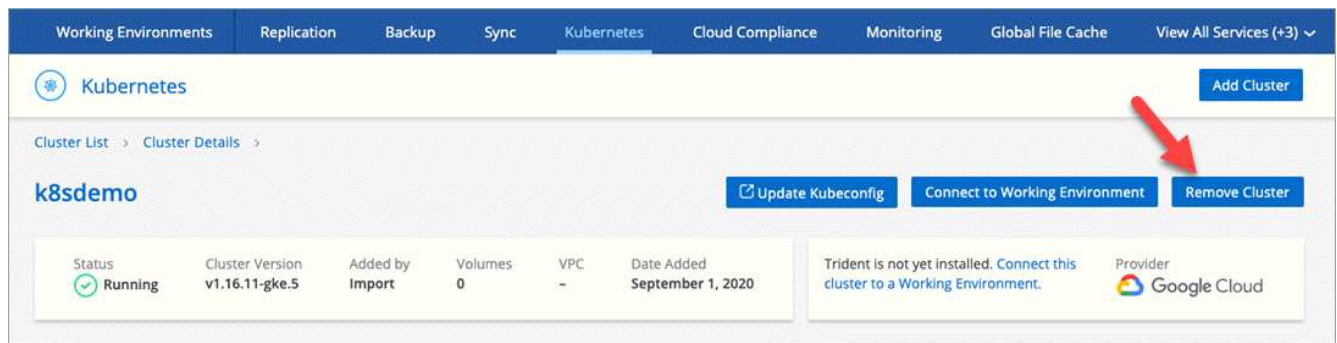 Working Environments Replication Backup Sync Kubernetes Cloud Compliance Monitoring Global File Cache View All Services (+3)
Kubernetes Add Cluster
Cluster List > Cluster Details >
k8sdemo Update Kubeconfig Connect to Working Environment Remove Cluster
Status Cluster Version Added by Volumes VPC Date Added
Running v1.16.11-gke.5 Import 0 – September 1, 2020
Trident is not yet installed. Connect this
cluster to a Working Environment.
Provider
Google Cloud